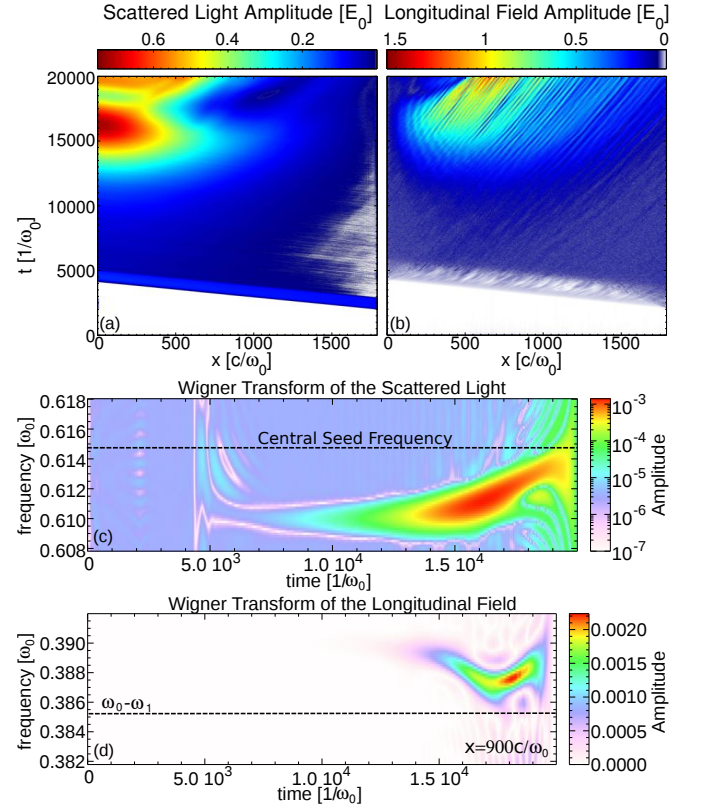 Scattered Light Amplitude [E₀]
Longitudinal Field Amplitude [E₀]
0.6 0.4 0.2
1.5 1 0.5 0
20000
15000
10000
5000
0
t [1/ω₀]
(a)
(b)
0 500 1000 1500
0 500 1000 1500
x [c/ω₀]
x [c/ω₀]
Wigner Transform of the Scattered Light
0.618
0.616
0.614
0.612
0.610
0.608
frequency [ω₀]
Central Seed Frequency
(c)
10⁻³
10⁻⁴
10⁻⁵
10⁻⁶
10⁻⁷
Amplitude
0 5.0 10³ 1.0 10⁴ 1.5 10⁴
time [1/ω₀]
Wigner Transform of the Longitudinal Field
0.390
0.388
0.386
0.384
0.382
frequency [ω₀]
ω₀-ω₁
(d)
x=900c/ω₀
0.0020
0.0015
0.0010
0.0005
0.0000
Amplitude
0 5.0 10³ 1.0 10⁴ 1.5 10⁴
time [1/ω₀]